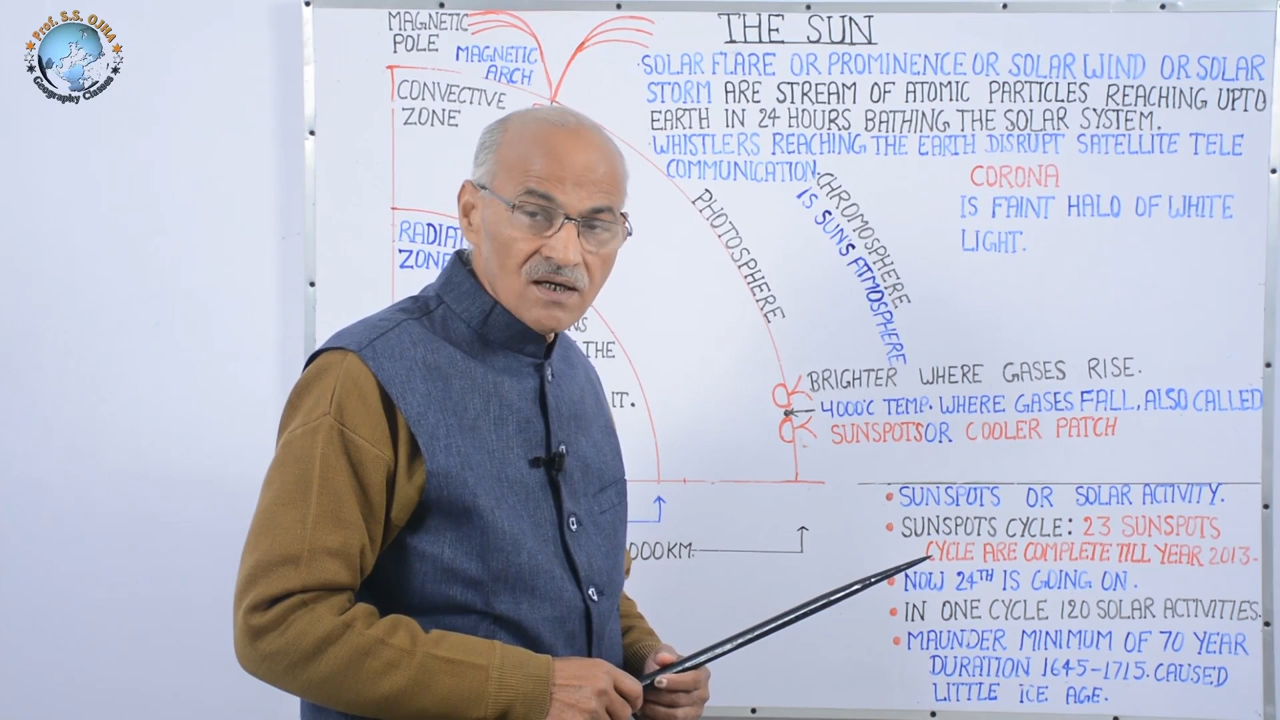 Prof. S.S. OJHA
Geography Classes
MAGNETIC
POLE
MAGNETIC
ARCH
CONVECTIVE
ZONE
THE SUN
SOLAR FLARE OR PROMINENCE OR SOLAR WIND OR SOLAR
STORM ARE STREAM OF ATOMIC PARTICLES REACHING UPTO
EARTH IN 24 HOURS BATHING THE SOLAR SYSTEM.
WHISTLERS REACHING THE EARTH DISRUPT SATELLITE TELE
COMMUNICATION.
CORONA
IS FAINT HALO OF WHITE
LIGHT.
PHOTOSPHERE
CHROMOSPHERE
IS SUN'S ATMOSPHERE
ZONE
THE
IT.
BRIGHTER WHERE GASES RISE.
4000°C TEMP. WHERE GASES FALL, ALSO CALLED
SUNSPOTS OR COOLER PATCH
000KM
• SUNSPOTS OR SOLAR ACTIVITY.
• SUNSPOTS CYCLE: 23 SUNSPOTS
CYCLE ARE COMPLETE TILL YEAR 2013-
• NOW 24TH IS GOING ON.
• IN ONE CYCLE 120 SOLAR ACTIVITIES.
• MAUNDER MINIMUM OF 70 YEAR
DURATION 1645-1715. CAUSED
LITTLE ICE AGE.